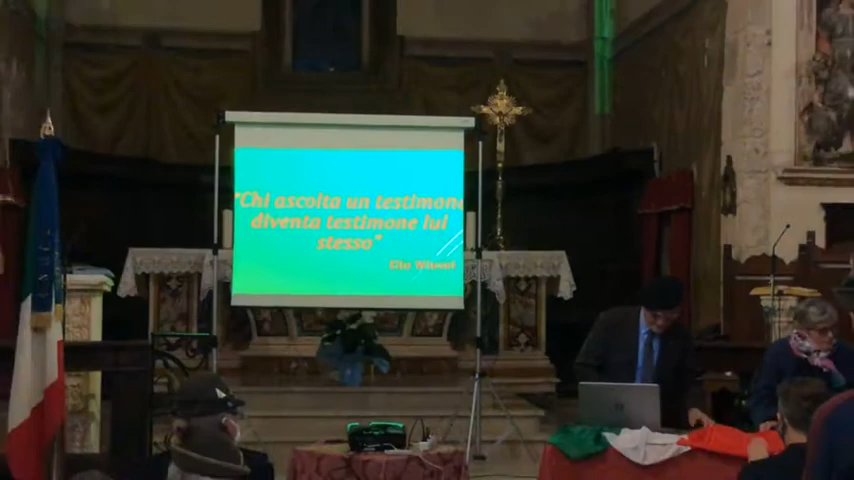 "Chi ascolta un testimone
diventa testimone lui
stesso"
Elie Wiesel